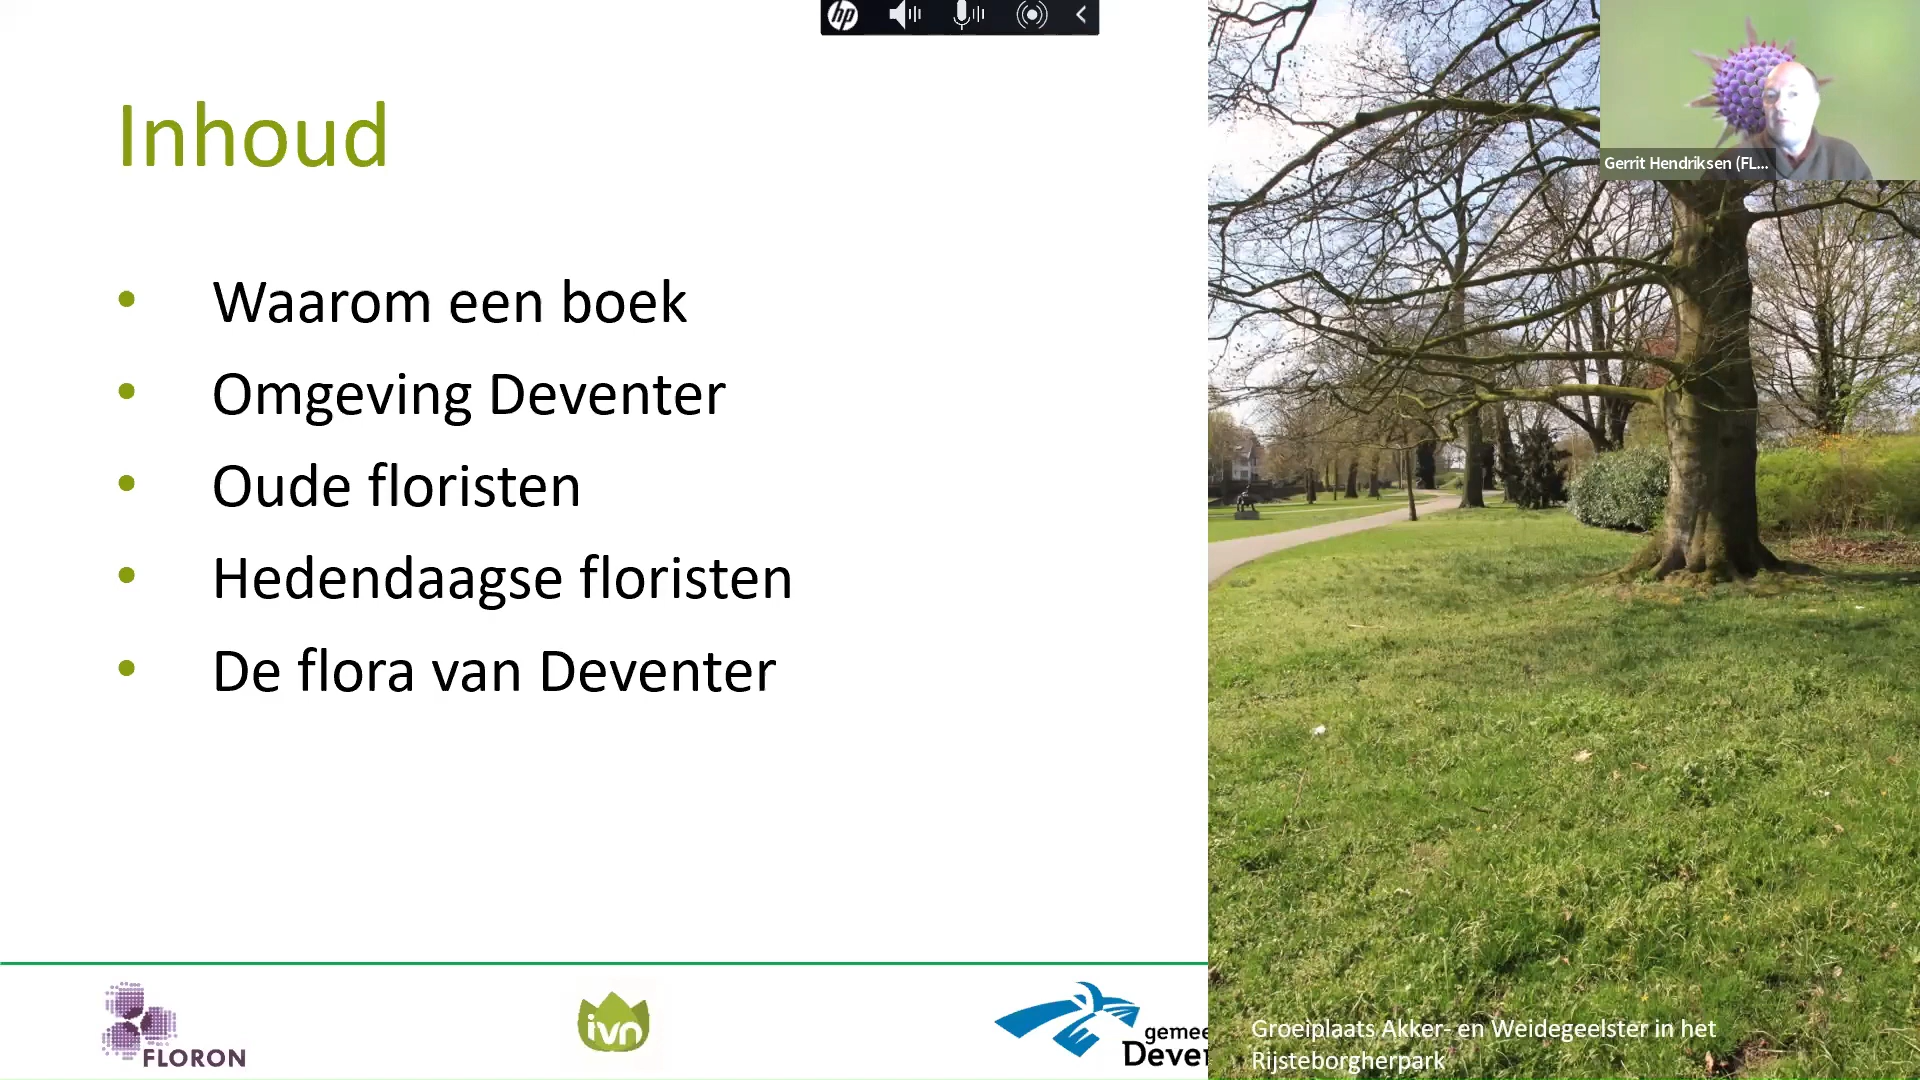 hp
Inhoud
• Waarom een boek
• Omgeving Deventer
• Oude floristen
• Hedendaagse floristen
• De flora van Deventer
Gerrit Hendriksen (FL...
FLORON
ivn
gemee
Deve
Groeiplaats Akker- en Weidegeelster in het
Rijsteborgherpark